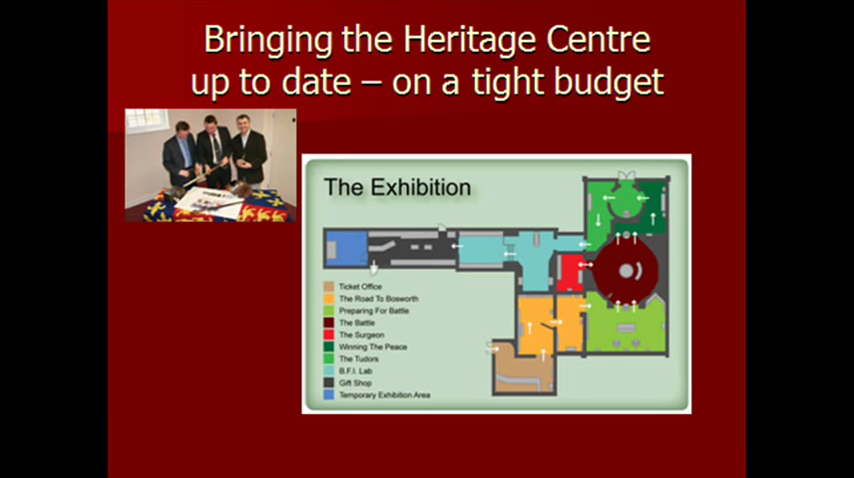 Bringing the Heritage Centre
up to date – on a tight budget
The Exhibition
Ticket Office
The Road To Bosworth
Preparing For Battle
The Battle
The Surgeon
Winning The Peace
The Tudors
B.F.I. Lab
Gift Shop
Temporary Exhibition Area